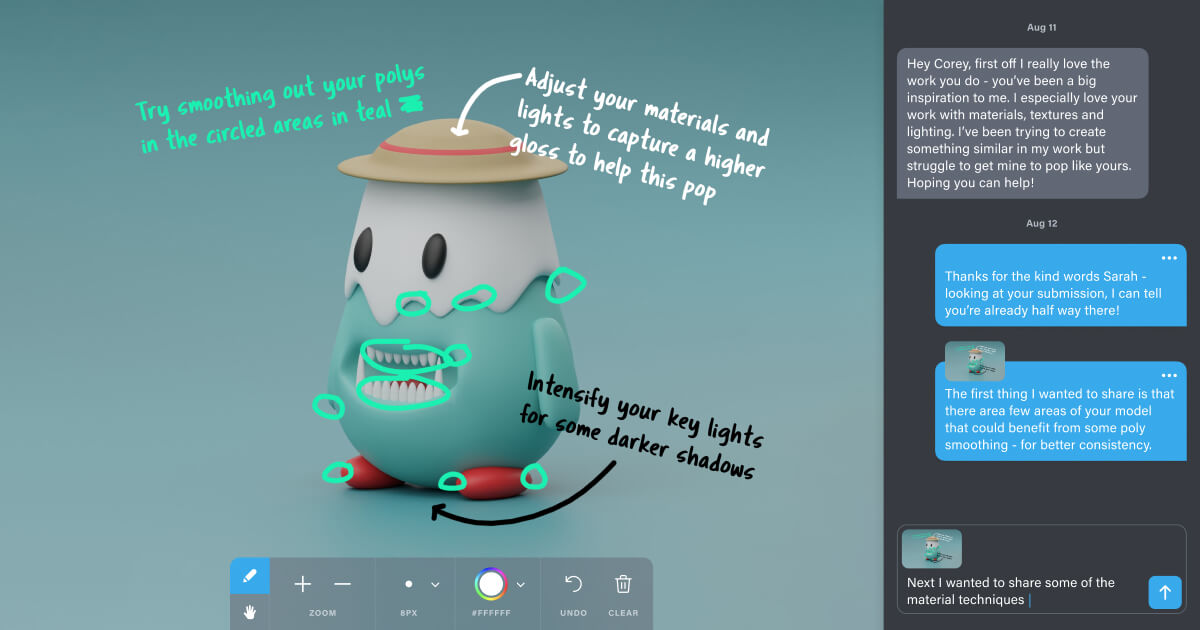 Try smoothing out your polys
in the circled areas in teal
Adjust your materials and
lights to capture a higher
gloss to help this pop
Intensify your key lights
for some darker shadows
ZOOM
8PX
#FFFFFF
UNDO
CLEAR
Aug 11
Hey Corey, first off I really love the
work you do - you’ve been a big
inspiration to me. I especially love your
work with materials, textures and
lighting. I’ve been trying to create
something similar in my work but
struggle to get mine to pop like yours.
Hoping you can help!
Aug 12
Thanks for the kind words Sarah -
looking at your submission, I can tell
you’re already half way there!
The first thing I wanted to share is that
there area few areas of your model
that could benefit from some poly
smoothing - for better consistency.
Next I wanted to share some of the
material techniques